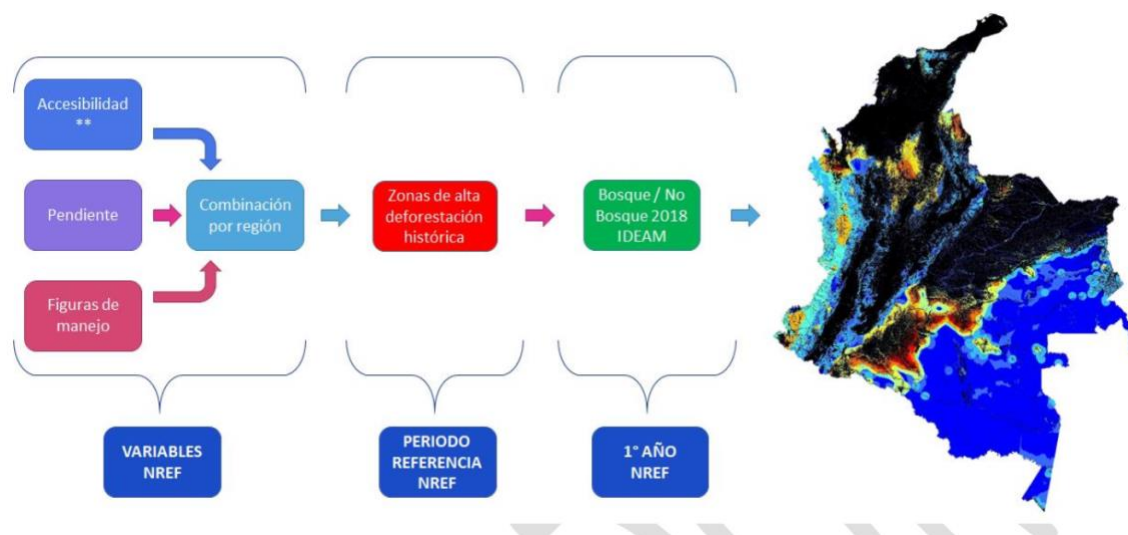 Accesibilidad
**
Pendiente
Figuras de
manejo
Combinación
por región
Zonas de alta
deforestación
histórica
Bosque / No
Bosque 2018
IDEAM
VARIABLES
NREF
PERIODO
REFERENCIA
NREF
1° AÑO
NREF